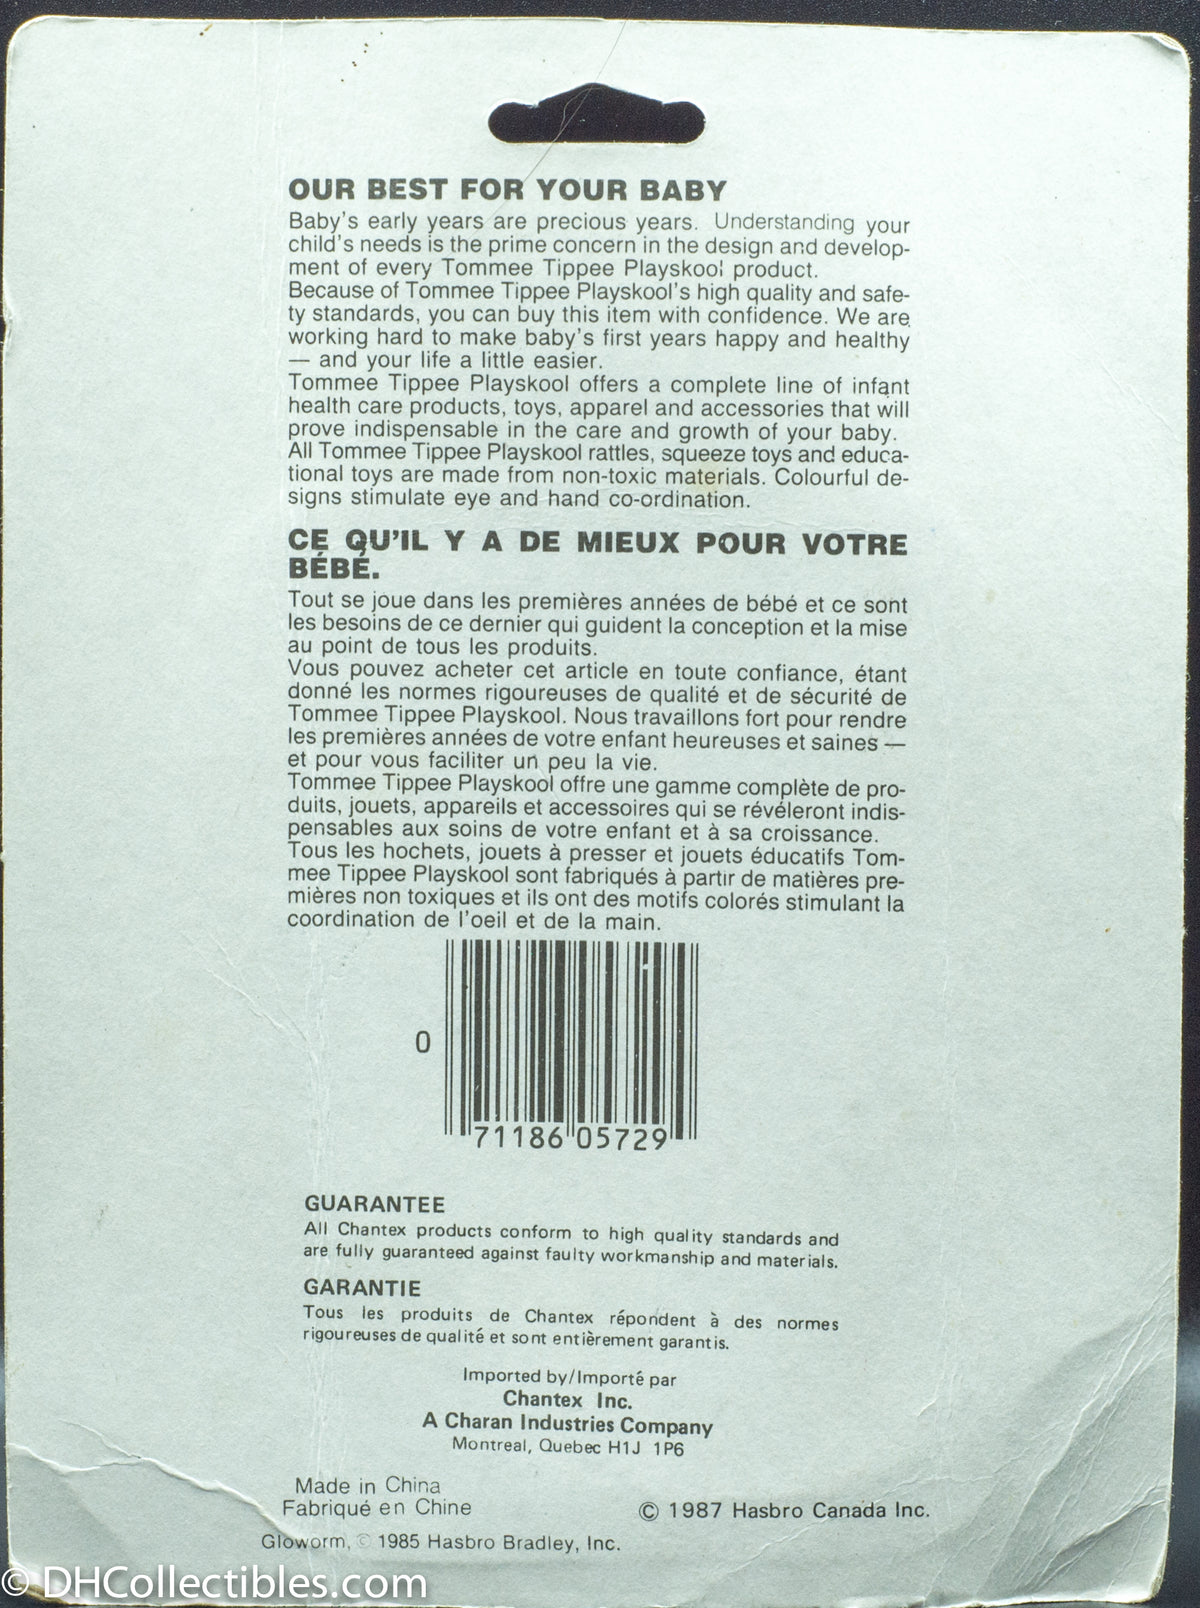 OUR BEST FOR YOUR BABY
Baby's early years are precious years. Understanding your
child's needs is the prime concern in the design and develop-
ment of every Tommee Tippee Playskool product.
Because of Tommee Tippee Playskool's high quality and safe-
ty standards, you can buy this item with confidence. We are
working hard to make baby's first years happy and healthy
— and your life a little easier.
Tommee Tippee Playskool offers a complete line of infant
health care products, toys, apparel and accessories that will
prove indispensable in the care and growth of your baby.
All Tommee Tippee Playskool rattles, squeeze toys and educa-
tional toys are made from non-toxic materials. Colourful de-
signs stimulate eye and hand co-ordination.
CE QU'IL Y A DE MIEUX POUR VOTRE
BÉBÉ.
Tout se joue dans les premières années de bébé et ce sont
les besoins de ce dernier qui guident la conception et la mise
au point de tous les produits.
Vous pouvez acheter cet article en toute confiance, étant
donné les normes rigoureuses de qualité et de sécurité de
Tommee Tippee Playskool. Nous travaillons fort pour rendre
les premières années de votre enfant heureuses et saines —
et pour vous faciliter un peu la vie.
Tommee Tippee Playskool offre une gamme complète de pro-
duits, jouets, appareils et accessoires qui se révéleront indis-
pensables aux soins de votre enfant et à sa croissance.
Tous les hochets, jouets à presser et jouets éducatifs Tom-
mee Tippee Playskool sont fabriqués à partir de matières pre-
mières non toxiques et ils ont des motifs colorés stimulant la
coordination de l'oeil et de la main.
0 71186 05729
GUARANTEE
All Chantex products conform to high quality standards and
are fully guaranteed against faulty workmanship and materials.
GARANTIE
Tous les produits de Chantex répondent à des normes
rigoureuses de qualité et sont entièrement garantis.
Imported by/Importé par
Chantex Inc.
A Charan Industries Company
Montreal, Quebec H1J 1P6
Made in China
Fabriqué en Chine
© 1987 Hasbro Canada Inc.
Gloworm, © 1985 Hasbro Bradley, Inc.
© DHCollectibles.com